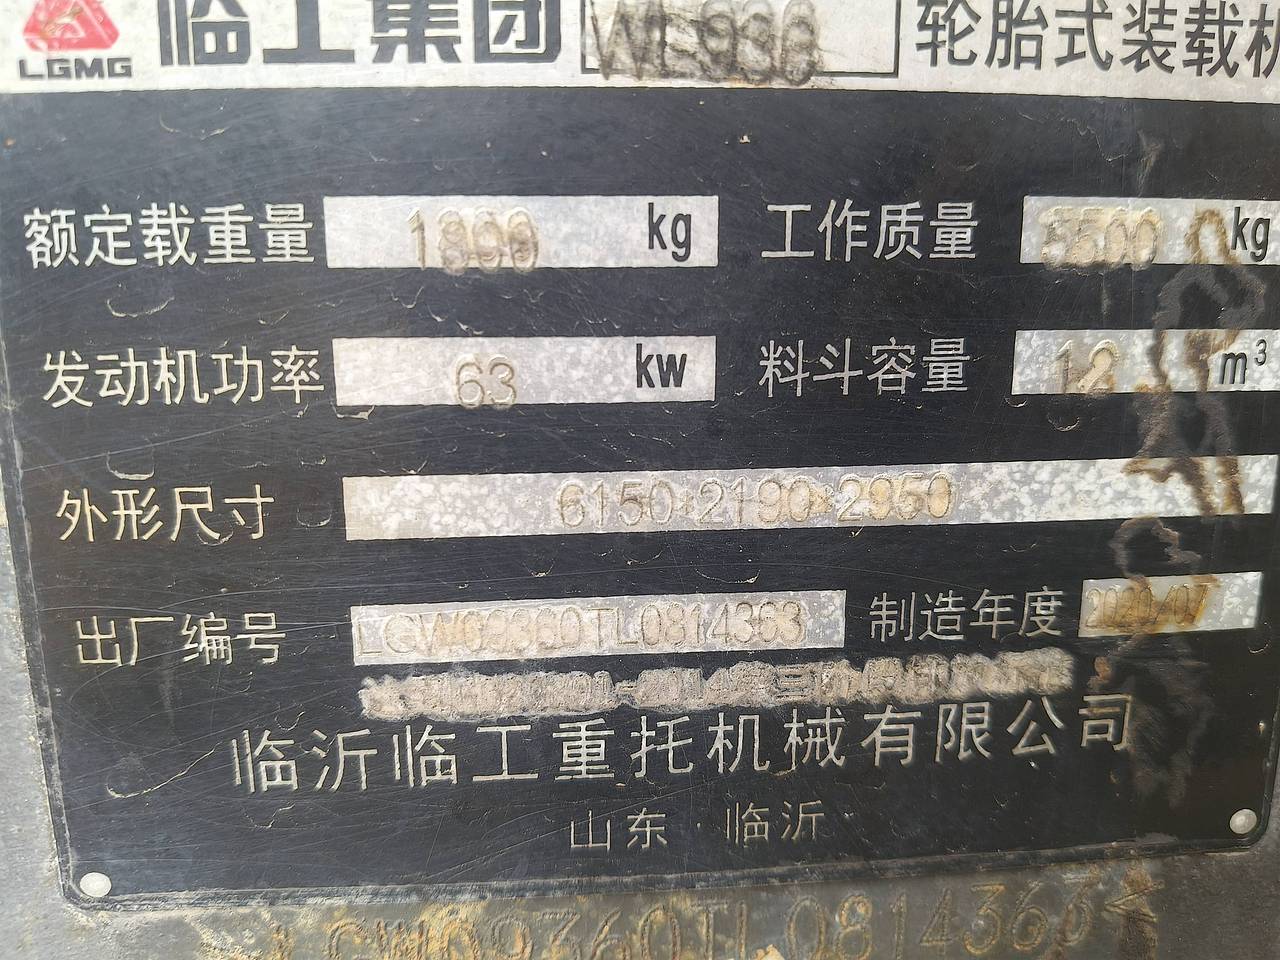 LGMG 临工集团 轮胎式装载机
额定载重量 1800 kg 工作质量 5500 kg
发动机功率 63 kw 料斗容量 1.2 m³
外形尺寸 6150×2190×2950
出厂编号 LGW09360TL0814363 制造年度 2020/07
临沂临工重托机械有限公司
山东·临沂
LGW09360TL0814363